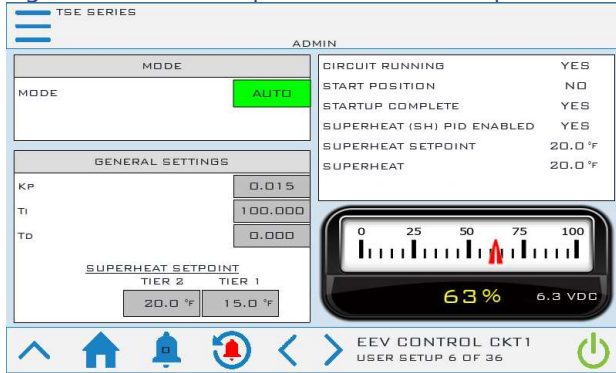 TSE SERIES
ADMIN
MODE
MODE AUTO
GENERAL SETTINGS
KP 0.015
TI 100.000
TD 0.000
SUPERHEAT SETPOINT
TIER 2 TIER 1
20.0 °F 15.0 °F
CIRCUIT RUNNING YES
START POSITION NO
STARTUP COMPLETE YES
SUPERHEAT (SH) PID ENABLED YES
SUPERHEAT SETPOINT 20.0 °F
SUPERHEAT 20.0 °F
0 25 50 75 100
63% 6.3 VDC
0
EEV CONTROL CKT1
USER SETUP 6 OF 36